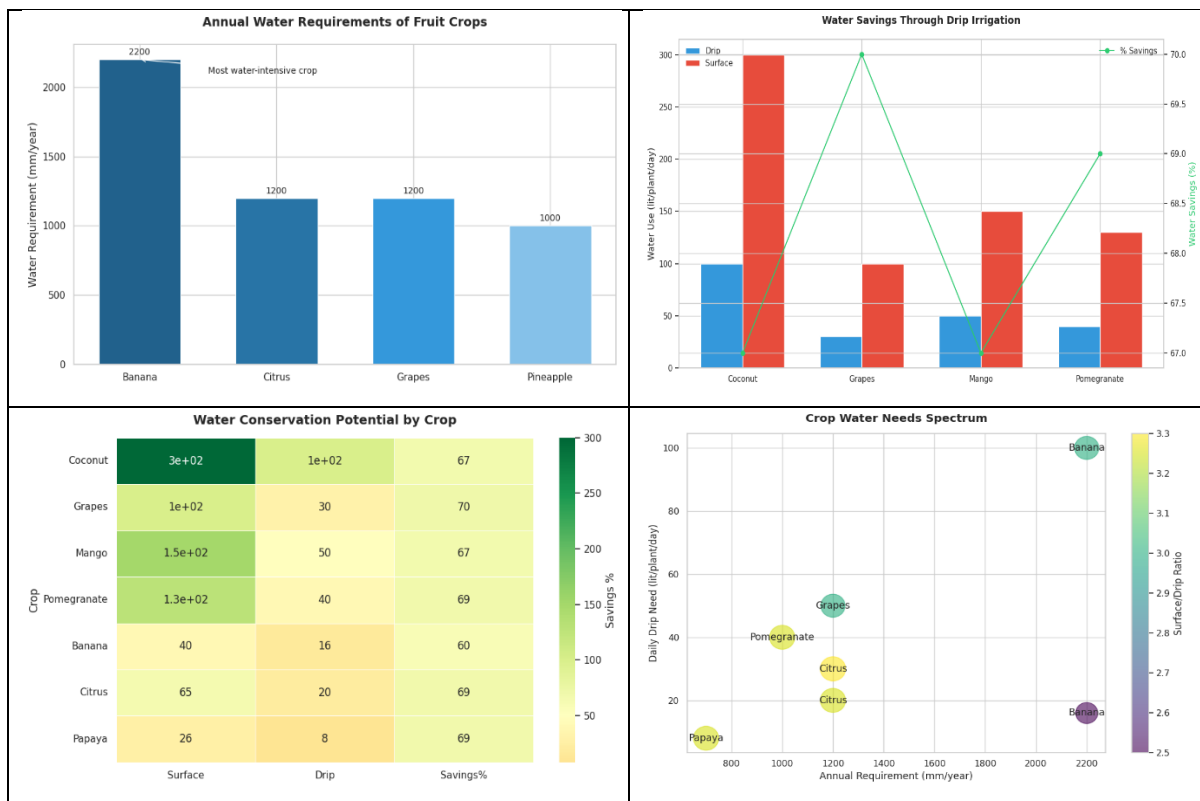 Annual Water Requirements of Fruit Crops
2200
Most water-intensive crop
2000
1500
1200
1200
1000
1000
500
0
Water Requirement (mm/year)
Banana
Citrus
Grapes
Pineapple
Water Savings Through Drip Irrigation
Drip
Surface
% Savings
300
250
200
150
100
50
0
Water Use (lit/plant/day)
70.0
69.5
69.0
68.5
68.0
67.5
67.0
Water Savings (%)
Coconut
Grapes
Mango
Pomegranate
Water Conservation Potential by Crop
Crop
Coconut 3e+02 1e+02 67
Grapes 1e+02 30 70
Mango 1.5e+02 50 67
Pomegranate 1.3e+02 40 69
Banana 40 16 60
Citrus 65 20 69
Papaya 26 8 69
Surface Drip Savings%
300
250
200
150
100
50
Savings %
Crop Water Needs Spectrum
100
80
60
40
20
Daily Drip Need (lit/plant/day)
Banana
Grapes
Pomegranate
Citrus
Citrus
Banana
Papaya
800 1000 1200 1400 1600 1800 2000 2200
Annual Requirement (mm/year)
3.3
3.2
3.1
3.0
2.9
2.8
2.7
2.6
2.5
Surface/Drip Ratio